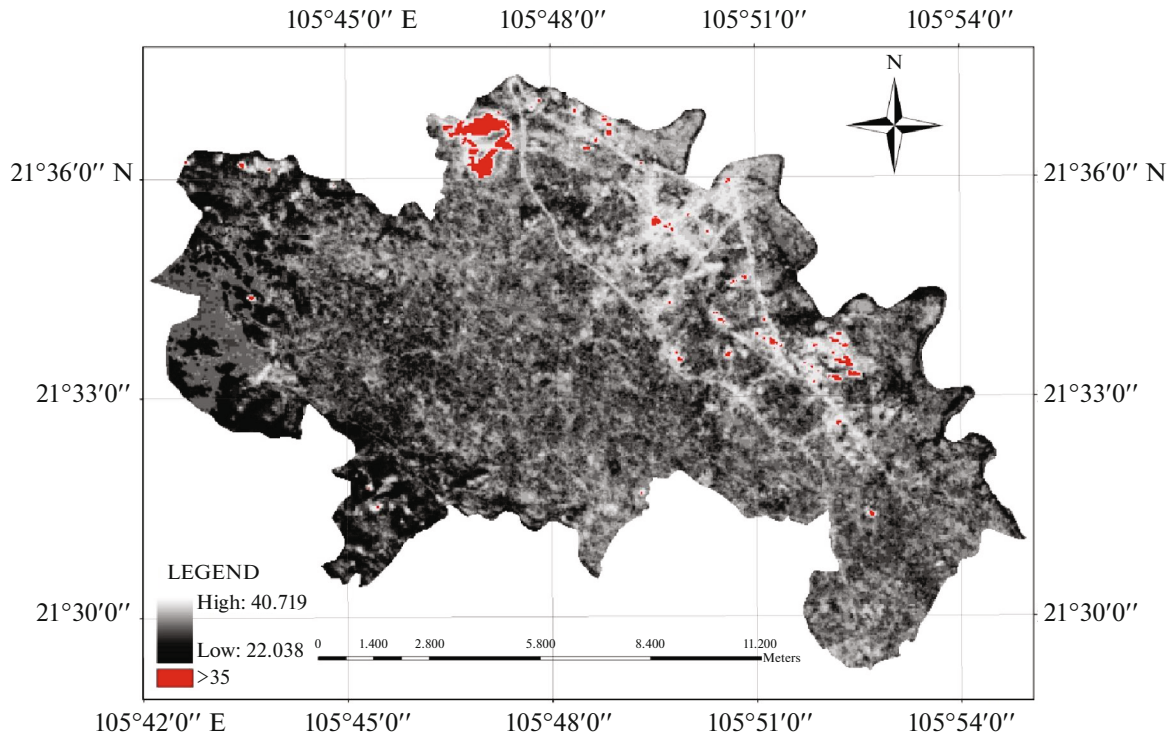 105°45′0′′ E 105°48′0′′ 105°51′0′′ 105°54′0′′
N
21°36′0′′ N 21°36′0′′ N
21°33′0′′ 21°33′0′′
LEGEND
High: 40.719
21°30′0′′ 21°30′0′′
Low: 22.038
0 1.400 2.800 5.800 8.400 11.200
Meters
>35
105°42′0′′ E 105°45′0′′ 105°48′0′′ 105°51′0′′ 105°54′0′′